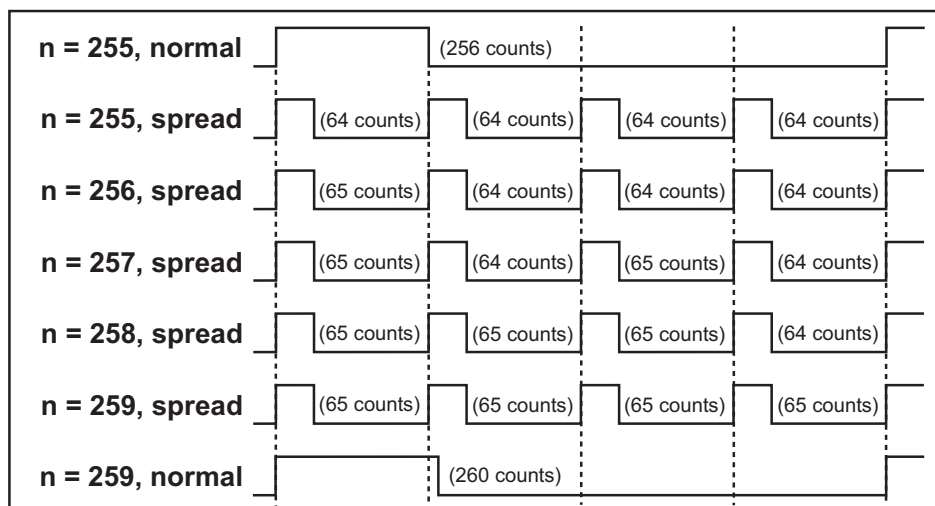 n = 255, normal (256 counts)
n = 255, spread (64 counts) (64 counts) (64 counts) (64 counts)
n = 256, spread (65 counts) (64 counts) (64 counts) (64 counts)
n = 257, spread (65 counts) (64 counts) (65 counts) (64 counts)
n = 258, spread (65 counts) (65 counts) (65 counts) (64 counts)
n = 259, spread (65 counts) (65 counts) (65 counts) (65 counts)
n = 259, normal (260 counts)